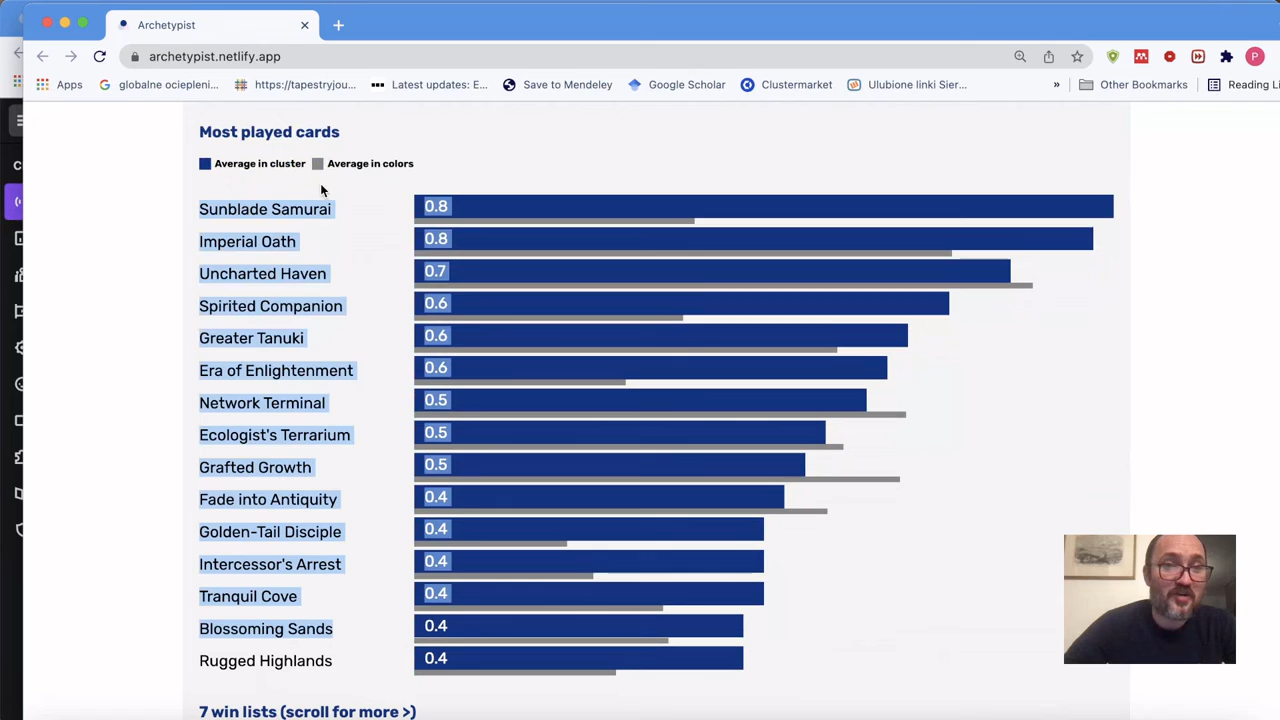 Archetypist
archetypist.netlify.app
P
Apps
globalne ociepleni...
https://tapestryjou...
Latest updates: E...
Save to Mendeley
Google Scholar
Clustermarket
Ulubione linki Sier...
»
Other Bookmarks
Reading Li
Most played cards
Average in cluster
Average in colors
Sunblade Samurai 0.8
Imperial Oath 0.8
Uncharted Haven 0.7
Spirited Companion 0.6
Greater Tanuki 0.6
Era of Enlightenment 0.6
Network Terminal 0.5
Ecologist's Terrarium 0.5
Grafted Growth 0.5
Fade into Antiquity 0.4
Golden-Tail Disciple 0.4
Intercessor's Arrest 0.4
Tranquil Cove 0.4
Blossoming Sands 0.4
Rugged Highlands 0.4
7 win lists (scroll for more >)